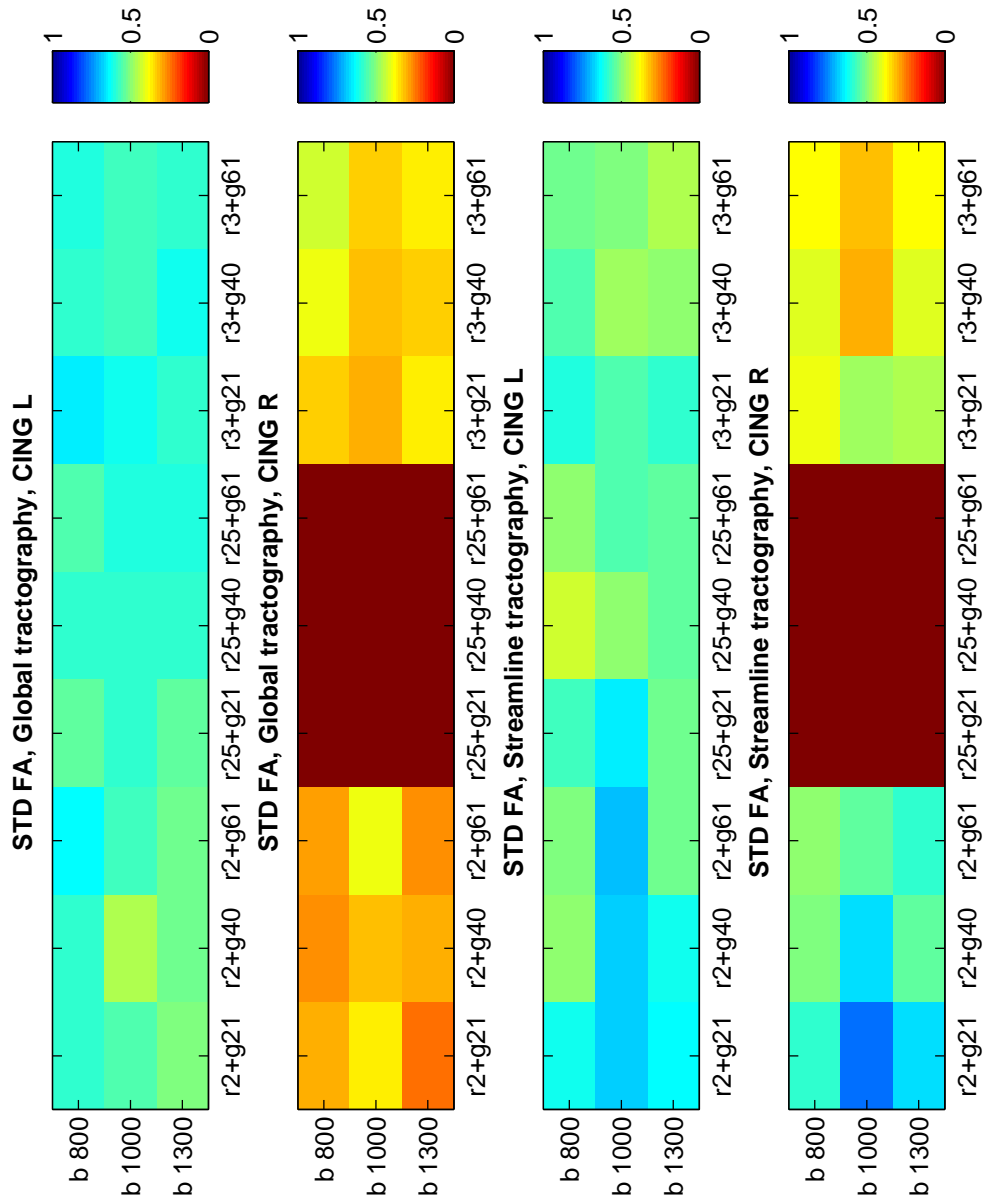 STD FA, Global tractography, CING L
b 800
b 1000
b 1300
r2+g21 r2+g40 r2+g61 r25+g21 r25+g40 r25+g61 r3+g21 r3+g40 r3+g61
1
0.5
0
STD FA, Global tractography, CING R
b 800
b 1000
b 1300
r2+g21 r2+g40 r2+g61 r25+g21 r25+g40 r25+g61 r3+g21 r3+g40 r3+g61
1
0.5
0
STD FA, Streamline tractography, CING L
b 800
b 1000
b 1300
r2+g21 r2+g40 r2+g61 r25+g21 r25+g40 r25+g61 r3+g21 r3+g40 r3+g61
1
0.5
0
STD FA, Streamline tractography, CING R
b 800
b 1000
b 1300
r2+g21 r2+g40 r2+g61 r25+g21 r25+g40 r25+g61 r3+g21 r3+g40 r3+g61
1
0.5
0